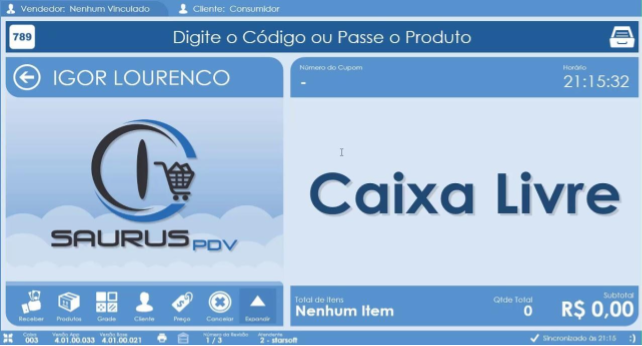 Vendedor: Nenhum Vinculado Cliente: Consumidor
789 Digite o Código ou Passe o Produto
IGOR LOURENCO
Número do Cupom Horário
- 21:15:32
Caixa Livre
SAURUS PDV
Receber Produtos Grade Cliente Preço Cancelar Expandir
Total de Itens Qtde Total Subtotal
Nenhum Item 0 R$ 0,00
Caixa Versão App Versão Base Número da Revisão Atendente
003 4.01.00.033 4.01.00.021 1 / 3 2 - starsoft Sincronizado às 21:15 :)